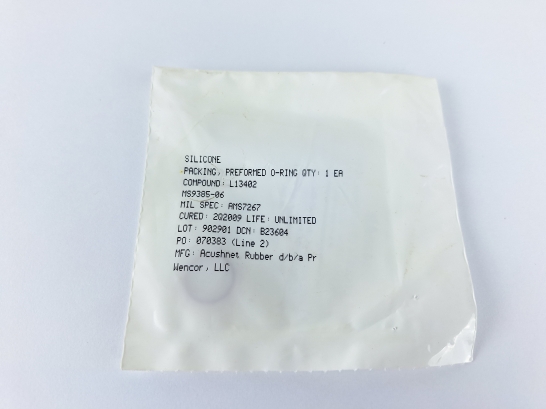 SILICONE
PACKING, PREFORMED O-RING QTY: 1 EA
COMPOUND: L13402
MS9385-06
MIL SPEC: AMS7267
CURED: 2Q2009 LIFE: UNLIMITED
LOT: 902901 DCN: B23604
PO: 070383 (Line 2)
MFG: Acushnet Rubber d/b/a Pr
Wencor, LLC